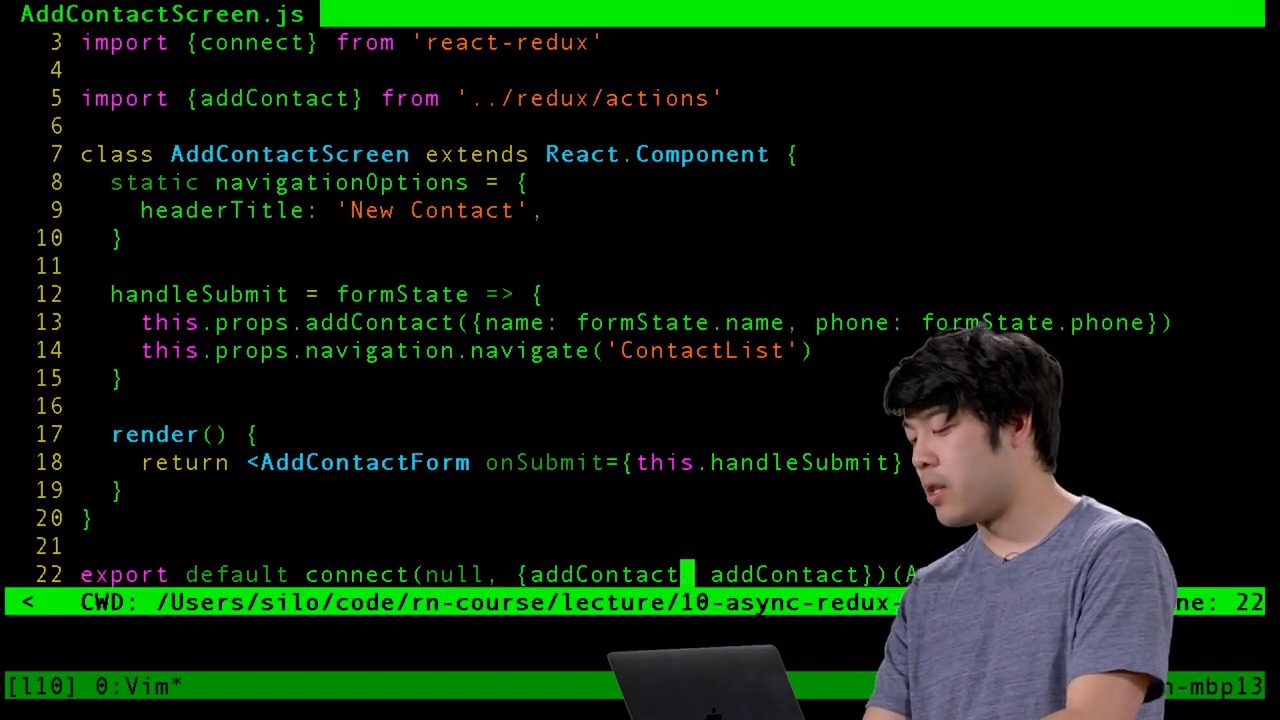 AddContactScreen.js
3 import {connect} from 'react-redux'
4
5 import {addContact} from '../redux/actions'
6
7 class AddContactScreen extends React.Component {
8 static navigationOptions = {
9 headerTitle: 'New Contact',
10 }
11
12 handleSubmit = formState => {
13 this.props.addContact({name: formState.name, phone: formState.phone})
14 this.props.navigation.navigate('ContactList')
15 }
16
17 render() {
18 return <AddContactForm onSubmit={this.handleSubmit}
19 }
20 }
21
22 export default connect(null, {addContact addContact})(A
< CWD: /Users/silo/code/rn-course/lecture/10-async-redux- ne: 22
[l10] 0:Vim* n-mbp13